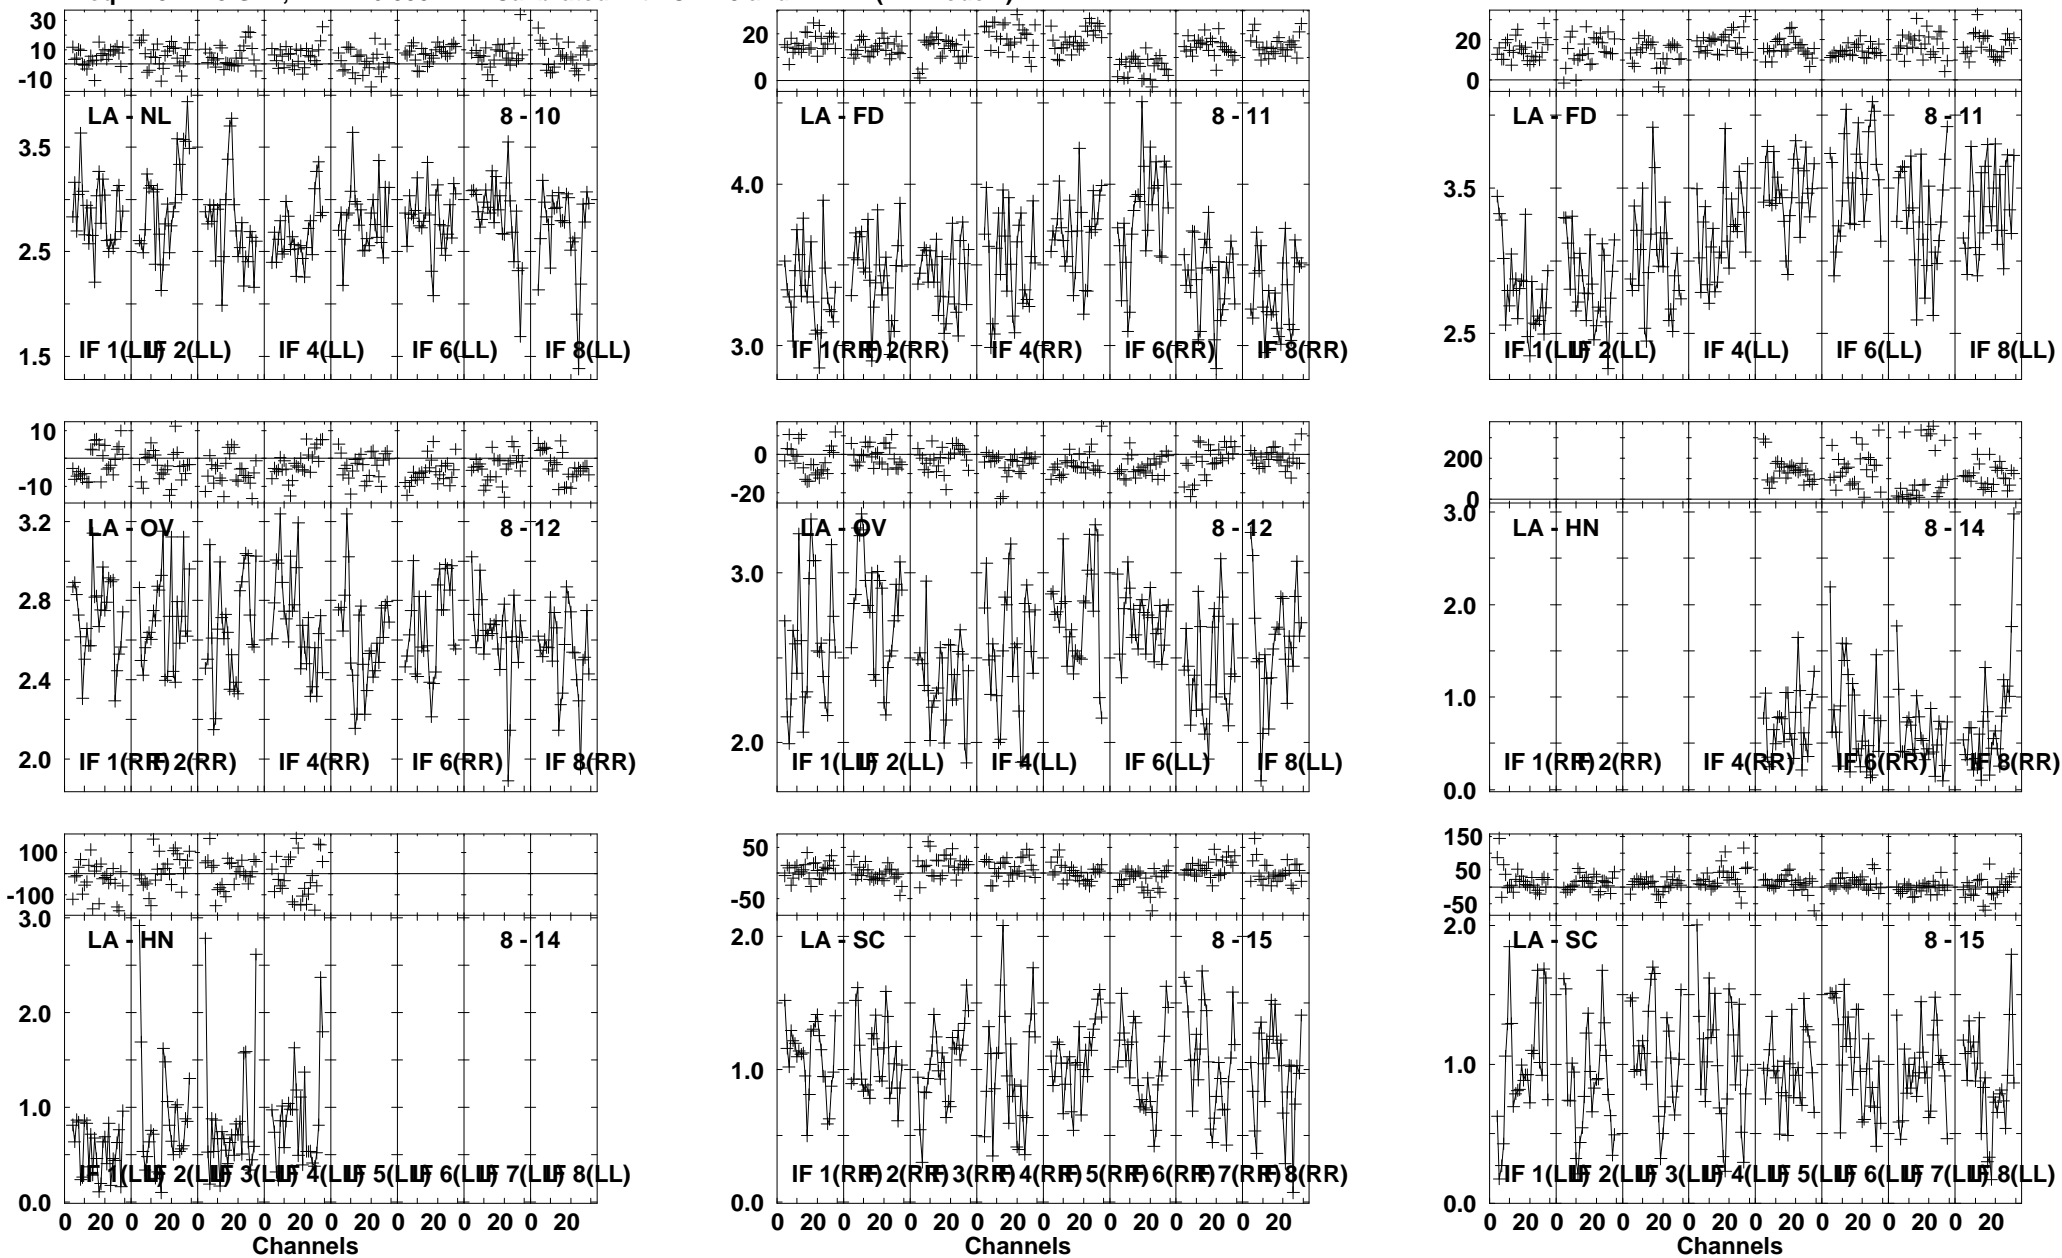 30
10
-10
LA - NL 8 - 10
3.5
2.5
1.5
IF 1(LL) IF 2(LL) IF 4(LL) IF 6(LL) IF 8(LL)
20
0
LA - FD 8 - 11
4.0
3.0
IF 1(RR) IF 2(RR) IF 4(RR) IF 6(RR) IF 8(RR)
20
0
LA - FD 8 - 11
3.5
2.5
IF 1(LL) IF 2(LL) IF 4(LL) IF 6(LL) IF 8(LL)
10
-10
LA - OV 8 - 12
3.2
2.8
2.4
2.0
IF 1(RR) IF 2(RR) IF 4(RR) IF 6(RR) IF 8(RR)
0
-20
LA - OV 8 - 12
3.0
2.0
IF 1(LL) IF 2(LL) IF 4(LL) IF 6(LL) IF 8(LL)
200
0
LA - HN 8 - 14
3.0
2.0
1.0
0.0
IF 1(RR) IF 2(RR) IF 4(RR) IF 6(RR) IF 8(RR)
100
-100
LA - HN 8 - 14
3.0
2.0
1.0
0.0
IF 1(LL) IF 2(LL) IF 3(LL) IF 4(LL) IF 5(LL) IF 6(LL) IF 7(LL) IF 8(LL)
0 20 0 20 0 20 0 20 0 20 0 20 0 20 0 20
Channels
50
-50
LA - SC 8 - 15
2.0
1.0
0.0
IF 1(RR) IF 2(RR) IF 3(RR) IF 4(RR) IF 5(RR) IF 6(RR) IF 7(RR) IF 8(RR)
0 20 0 20 0 20 0 20 0 20 0 20 0 20 0 20
Channels
150
50
-50
LA - SC 8 - 15
2.0
1.0
0.0
IF 1(LL) IF 2(LL) IF 3(LL) IF 4(LL) IF 5(LL) IF 6(LL) IF 7(LL) IF 8(LL)
0 20 0 20 0 20 0 20 0 20 0 20 0 20 0 20
Channels